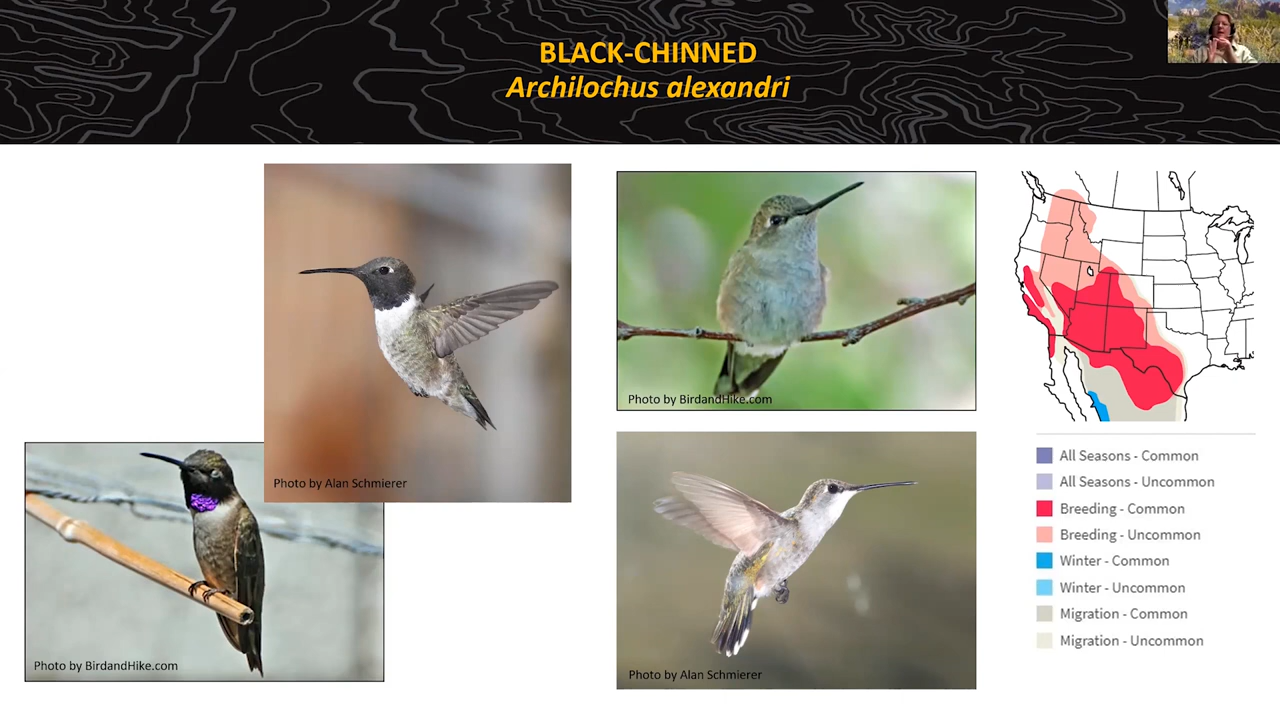 BLACK-CHINNED
Archilochus alexandri
Photo by Alan Schmierer
Photo by BirdandHike.com
Photo by BirdandHike.com
Photo by Alan Schmierer
All Seasons - Common
All Seasons - Uncommon
Breeding - Common
Breeding - Uncommon
Winter - Common
Winter - Uncommon
Migration - Common
Migration - Uncommon